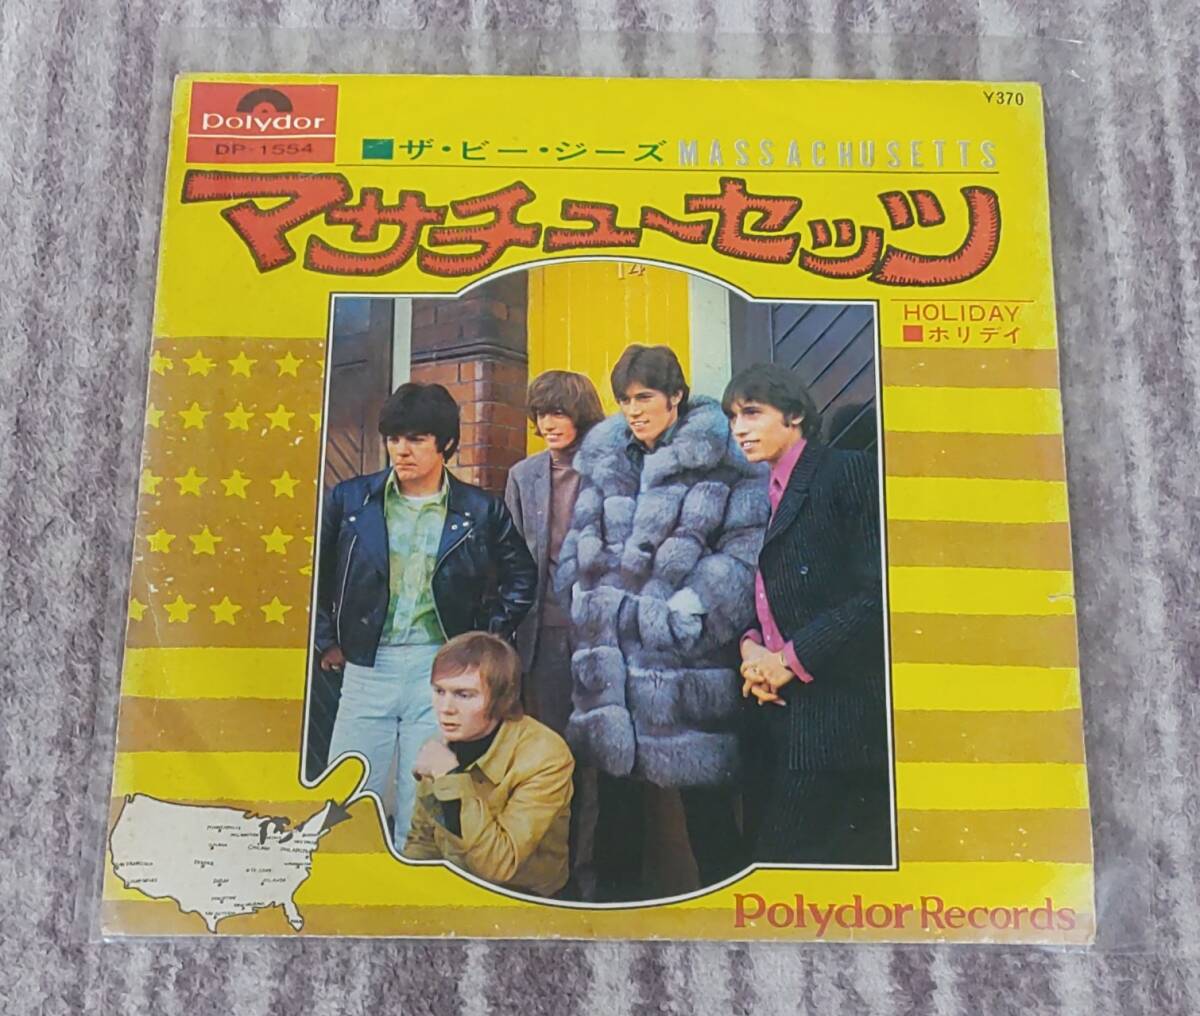 polydor
DP-1554
¥370
■ザ・ビー・ジーズ MASSACHUSETTS
マサチューセッツ
HOLIDAY
■ホリデイ
14
Polydor Records